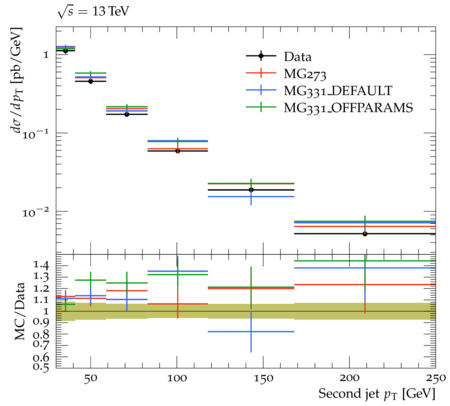 √s = 13 TeV
dσ/dp_T [pb/GeV]
1
10⁻¹
10⁻²
Data
MG273
MG331_DEFAULT
MG331_OFFPARAMS
MC/Data
1.4
1.3
1.2
1.1
1
0.9
0.8
0.7
0.6
0.5
50 100 150 200 250
Second jet p_T [GeV]